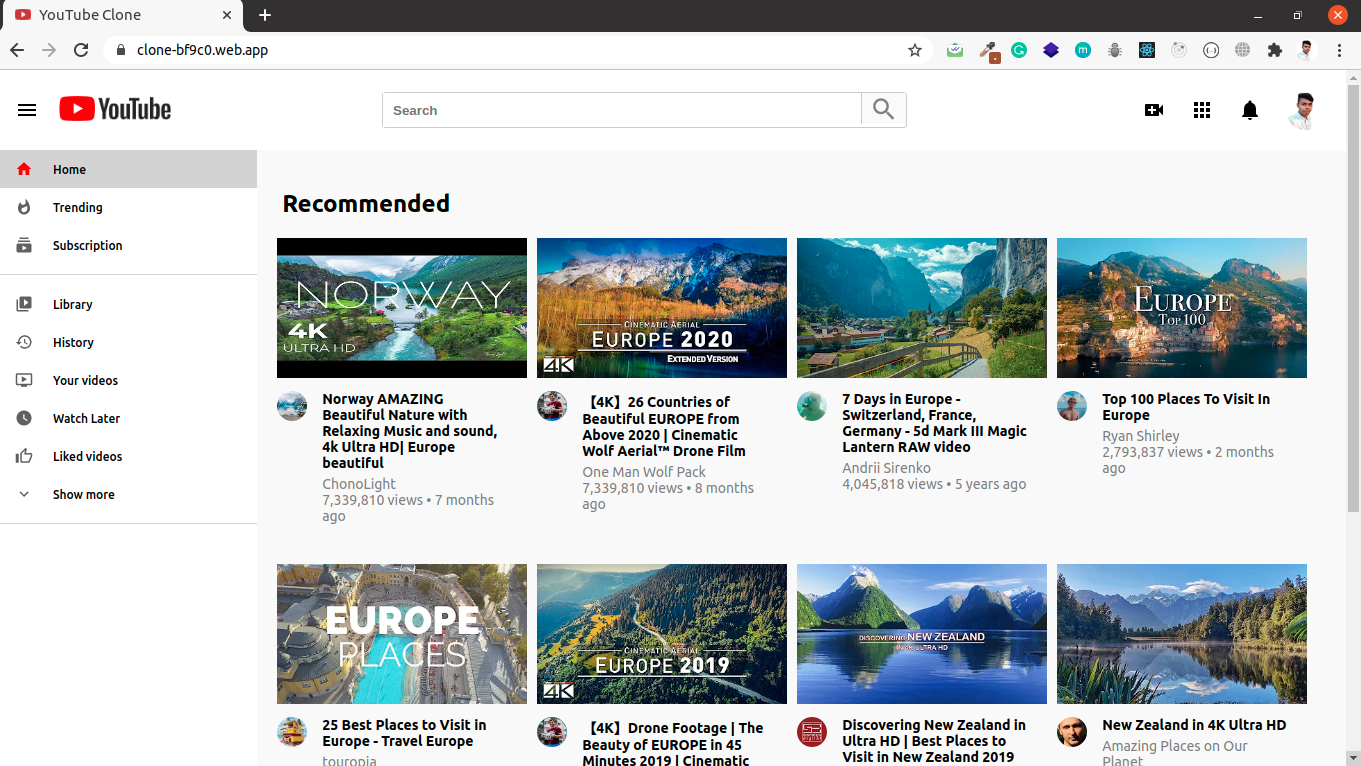 YouTube Clone
clone-bf9c0.web.app
YouTube
Search
Home
Trending
Subscription
Library
History
Your videos
Watch Later
Liked videos
Show more
Recommended
NORWAY
4K
ULTRA HD
Norway AMAZING
Beautiful Nature with
Relaxing Music and sound,
4k Ultra HD| Europe
beautiful
ChonoLight
7,339,810 views • 7 months
ago
CINEMATIC AERIAL
EUROPE 2020
EXTENDED VERSION
4K
【4K】26 Countries of
Beautiful EUROPE from
Above 2020 | Cinematic
Wolf Aerial™ Drone Film
One Man Wolf Pack
7,339,810 views • 8 months
ago
7 Days in Europe -
Switzerland, France,
Germany - 5d Mark III Magic
Lantern RAW video
Andrii Sirenko
4,045,818 views • 5 years ago
EUROPE
TOP 100
Top 100 Places To Visit In
Europe
Ryan Shirley
2,793,837 views • 2 months
ago
EUROPE
PLACES
25 Best Places to Visit in
Europe - Travel Europe
touropia
CINEMATIC AERIAL
EUROPE 2019
4K
【4K】Drone Footage | The
Beauty of EUROPE in 45
Minutes 2019 | Cinematic
DISCOVERING NEW ZEALAND
IN 4K ULTRA HD
Discovering New Zealand in
Ultra HD | Best Places to
Visit in New Zealand 2019
New Zealand in 4K Ultra HD
Amazing Places on Our
Planet